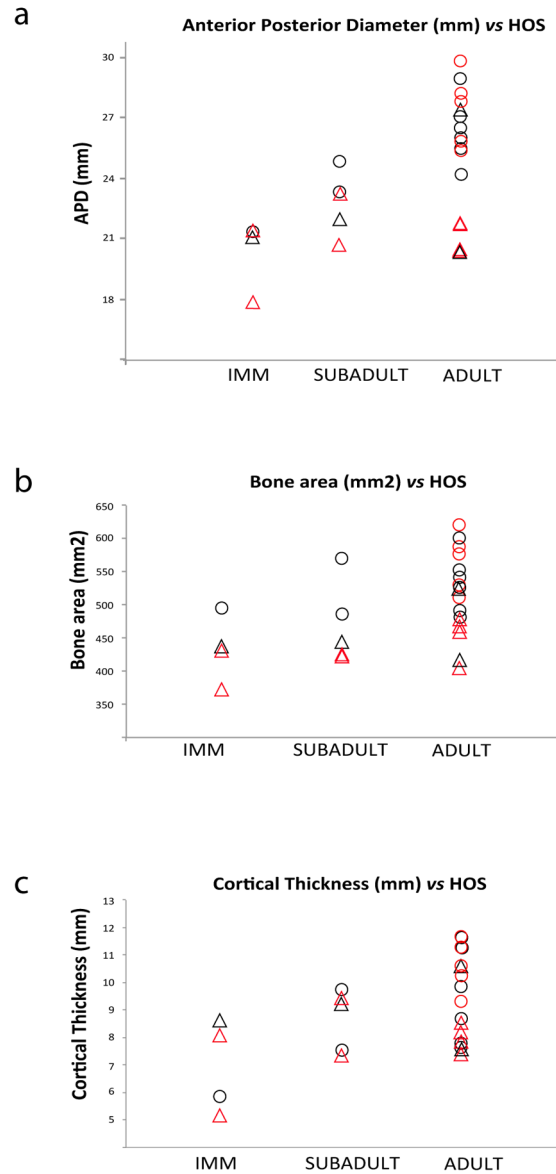 a
Anterior Posterior Diameter (mm) vs HOS
30
27
24
21
18
APD (mm)
IMM SUBADULT ADULT
b
Bone area (mm2) vs HOS
650
600
550
500
450
400
350
Bone area (mm2)
IMM SUBADULT ADULT
c
Cortical Thickness (mm) vs HOS
13
12
11
10
9
8
7
6
5
Cortical Thickness (mm)
IMM SUBADULT ADULT